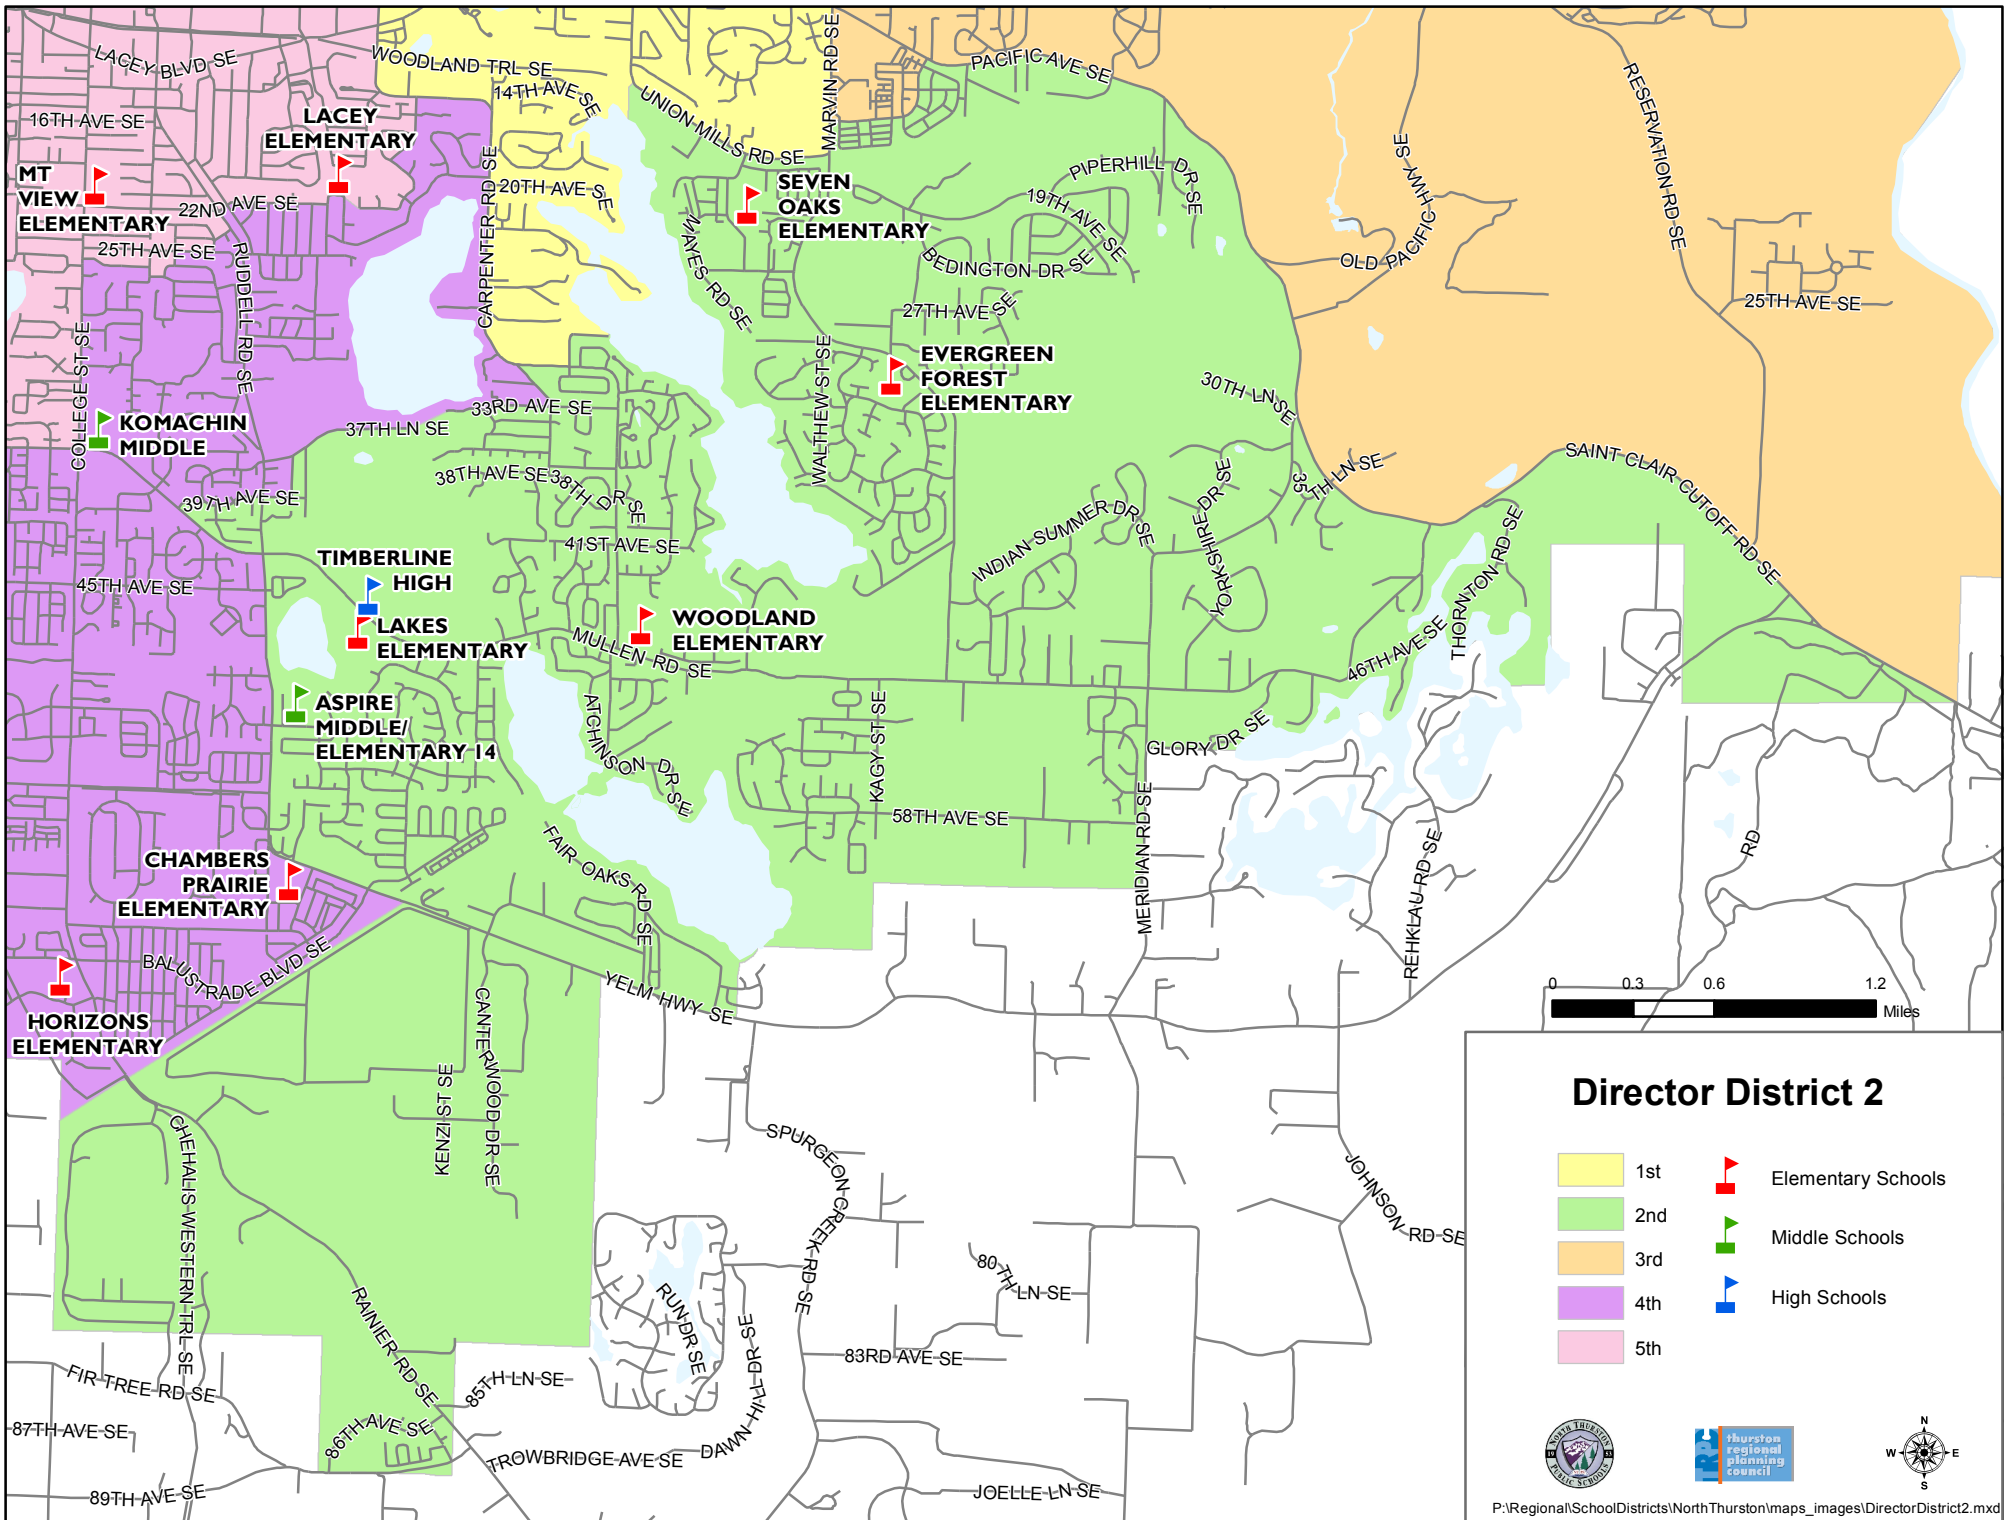 LACEY BLVD SE
WOODLAND TRL SE
14TH AVE SE
UNION MILLS RD SE
MARVIN RD SE
PACIFIC AVE SE
RESERVATION RD SE
OLD PACIFIC HWY SE
16TH AVE SE
LACEY
ELEMENTARY
MT
VIEW
ELEMENTARY
22ND AVE SE
25TH AVE SE
RUDDELL RD SE
CARPENTER RD SE
20TH AVE SE
MAYES RD SE
SEVEN
OAKS
ELEMENTARY
PIPERHILL DR SE
19TH AVE SE
BEDINGTON DR SE
27TH AVE SE
25TH AVE SE
COLLEGE ST SE
WALTHEW ST SE
EVERGREEN
FOREST
ELEMENTARY
30TH LN SE
KOMACHIN
MIDDLE
33RD AVE SE
37TH LN SE
38TH AVE SE
38TH DR SE
39TH AVE SE
35TH LN SE
SAINT CLAIR CUTOFF RD SE
YORKSHIRE DR SE
INDIAN SUMMER DR SE
41ST AVE SE
45TH AVE SE
TIMBERLINE
HIGH
LAKES
ELEMENTARY
WOODLAND
ELEMENTARY
MULLEN RD SE
46TH AVE SE
THORNTON RD SE
ASPIRE
MIDDLE/
ELEMENTARY 14
ATCHINSON DR SE
KAGY ST SE
GLORY DR SE
MERIDIAN RD SE
58TH AVE SE
FAIR OAKS RD SE
REHKLAU RD SE
RD
CHAMBERS
PRAIRIE
ELEMENTARY
BALUSTRADE BLVD SE
HORIZONS
ELEMENTARY
YELM HWY SE
CANTERWOOD DR SE
KENZI ST SE
CHEHALIS WESTERN TRL SE
SPURGEON CREEK RD SE
JOHNSON RD SE
RAINIER RD SE
RUN DR SE
DAWN HILL DR SE
80TH LN SE
83RD AVE SE
FIR TREE RD SE
85TH LN SE
86TH AVE SE
87TH AVE SE
TROWBRIDGE AVE SE
89TH AVE SE
JOELLE LN SE
0 0.3 0.6 1.2
Miles
Director District 2
1st
2nd
3rd
4th
5th
Elementary Schools
Middle Schools
High Schools
NORTH THURSTON
PUBLIC SCHOOLS
TRPC
thurston
regional
planning
council
N
W E
S
P:\Regional\SchoolDistricts\NorthThurston\maps_images\DirectorDistrict2.mxd